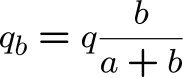 q_b = q \frac{b}{a + b}